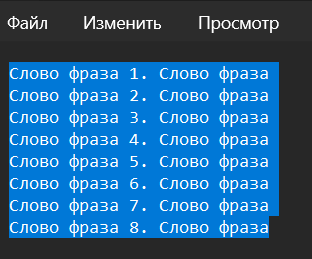 Файл Изменить Просмотр
Слово фраза 1. Слово фраза
Слово фраза 2. Слово фраза
Слово фраза 3. Слово фраза
Слово фраза 4. Слово фраза
Слово фраза 5. Слово фраза
Слово фраза 6. Слово фраза
Слово фраза 7. Слово фраза
Слово фраза 8. Слово фраза